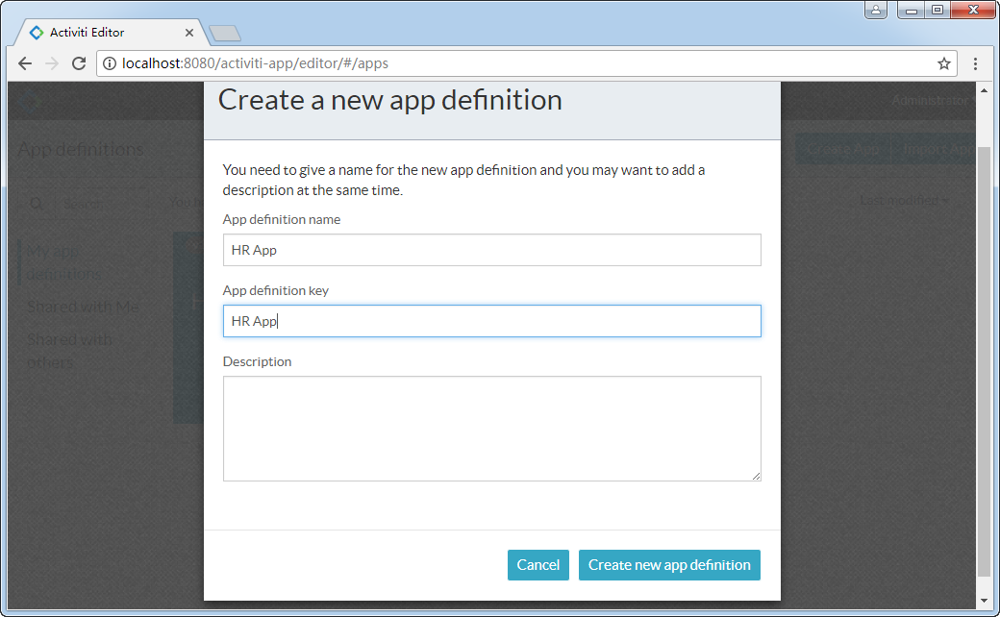 Activiti Editor
localhost:8080/activiti-app/editor/#/apps
Administrator
Create a new app definition
App definitions
Create App
Import App
You need to give a name for the new app definition and you may want to add a
description at the same time.
Search
Last modified
App definition name
HR App
My app
definitions
Shared with Me
Shared with
others
App definition key
HR App
Description
Cancel
Create new app definition